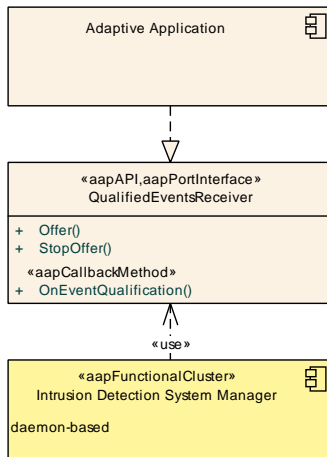 Adaptive Application
«aapAPI,aapPortInterface»
QualifiedEventsReceiver
+ Offer()
+ StopOffer()
«aapCallbackMethod»
+ OnEventQualification()
«use»
«aapFunctionalCluster»
Intrusion Detection System Manager
daemon-based